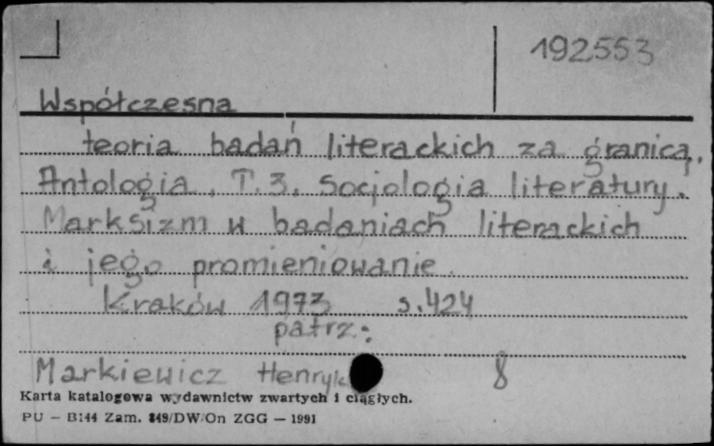 192553
Współczesna
teoria badań literackich za granicą.
Antologia. T.3. Socjologia literatury.
Marksizm w badaniach literackich
i jego promieniowanie.
Kraków 1973 s.424
patrz:
Markiewicz Henryk 8
Karta katalogowa wydawnictw zwartych i ciągłych.
PU — B144 Zam. 849/DW/On ZGG — 1991